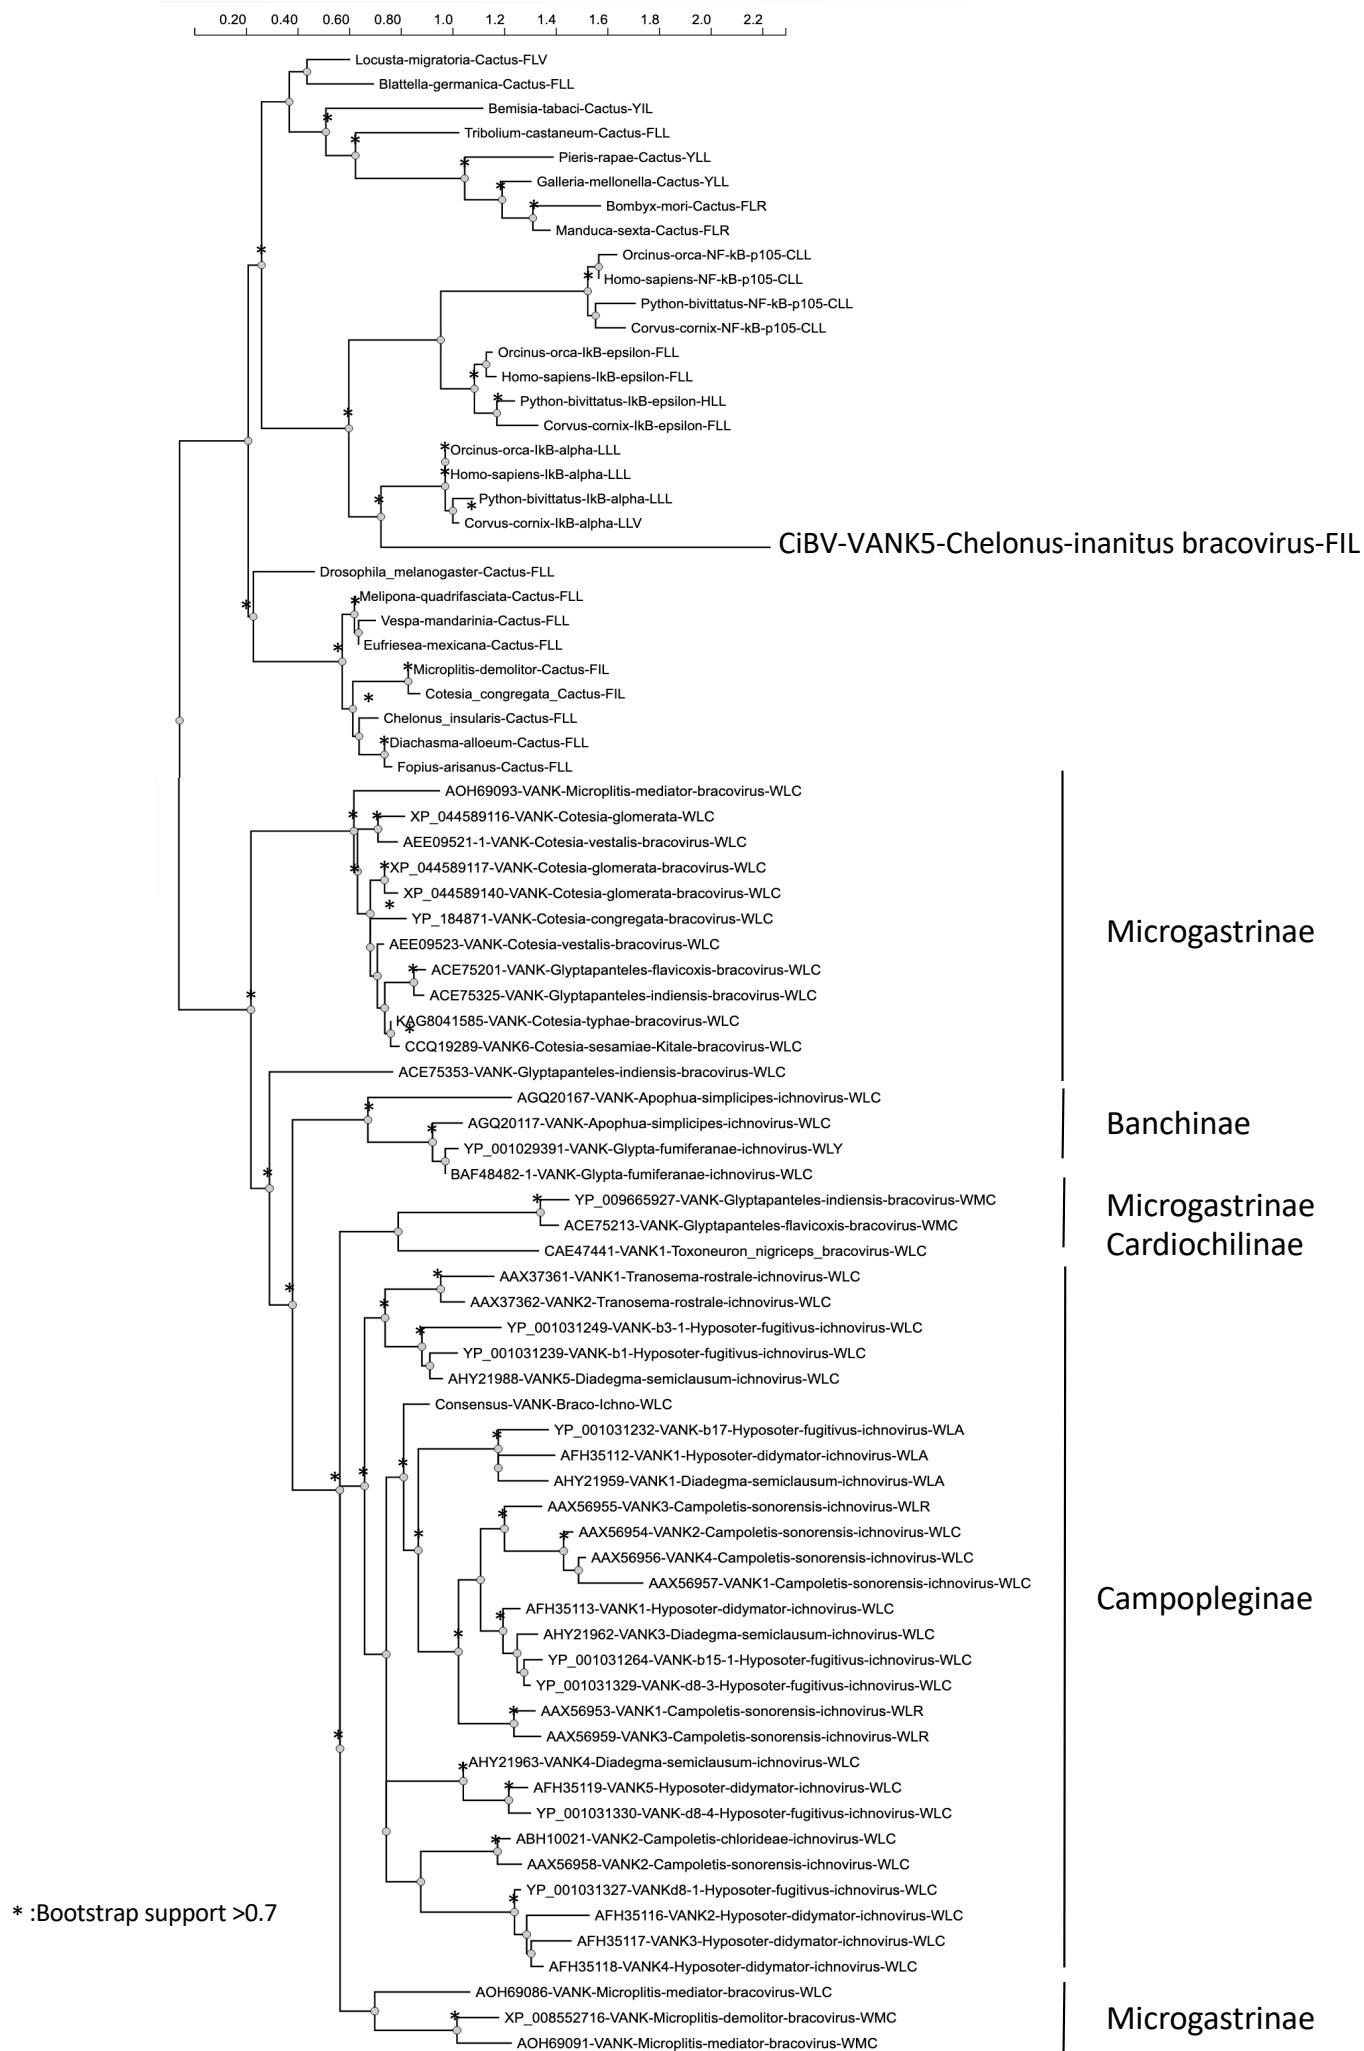 0.20 0.40 0.60 0.80 1.0 1.2 1.4 1.6 1.8 2.0 2.2
Locusta-migratoria-Cactus-FLV
Blattella-germanica-Cactus-FLL
Bemisia-tabaci-Cactus-YIL
Tribolium-castaneum-Cactus-FLL
Pieris-rapae-Cactus-YLL
Galleria-mellonella-Cactus-YLL
Bombyx-mori-Cactus-FLR
Manduca-sexta-Cactus-FLR
Orcinus-orca-NF-kB-p105-CLL
Homo-sapiens-NF-kB-p105-CLL
Python-bivittatus-NF-kB-p105-CLL
Corvus-cornix-NF-kB-p105-CLL
Orcinus-orca-IkB-epsilon-FLL
Homo-sapiens-IkB-epsilon-FLL
Python-bivittatus-IkB-epsilon-HLL
Corvus-cornix-IkB-epsilon-FLL
Orcinus-orca-IkB-alpha-LLL
Homo-sapiens-IkB-alpha-LLL
Python-bivittatus-IkB-alpha-LLL
Corvus-cornix-IkB-alpha-LLV
CiBV-VANK5-Chelonus-inanitus bracovirus-FIL
Drosophila_melanogaster-Cactus-FLL
Melipona-quadrifasciata-Cactus-FLL
Vespa-mandarinia-Cactus-FLL
Eufriesea-mexicana-Cactus-FLL
Microplitis-demolitor-Cactus-FIL
Cotesia_congregata_Cactus-FIL
Chelonus_insularis-Cactus-FLL
Diachasma-alloeum-Cactus-FLL
Fopius-arisanus-Cactus-FLL
AOH69093-VANK-Microplitis-mediator-bracovirus-WLC
XP_044589116-VANK-Cotesia-glomerata-WLC
AEE09521-1-VANK-Cotesia-vestalis-bracovirus-WLC
XP_044589117-VANK-Cotesia-glomerata-bracovirus-WLC
XP_044589140-VANK-Cotesia-glomerata-bracovirus-WLC
YP_184871-VANK-Cotesia-congregata-bracovirus-WLC
Microgastrinae
AEE09523-VANK-Cotesia-vestalis-bracovirus-WLC
ACE75201-VANK-Glyptapanteles-flavicoxis-bracovirus-WLC
ACE75325-VANK-Glyptapanteles-indiensis-bracovirus-WLC
KAG8041585-VANK-Cotesia-typhae-bracovirus-WLC
CCQ19289-VANK6-Cotesia-sesamiae-Kitale-bracovirus-WLC
ACE75353-VANK-Glyptapanteles-indiensis-bracovirus-WLC
AGQ20167-VANK-Apophua-simplicipes-ichnovirus-WLC
AGQ20117-VANK-Apophua-simplicipes-ichnovirus-WLC
Banchinae
YP_001029391-VANK-Glypta-fumiferanae-ichnovirus-WLY
BAF48482-1-VANK-Glypta-fumiferanae-ichnovirus-WLC
YP_009665927-VANK-Glyptapanteles-indiensis-bracovirus-WMC
Microgastrinae
ACE75213-VANK-Glyptapanteles-flavicoxis-bracovirus-WMC
Cardiochilinae
CAE47441-VANK1-Toxoneuron_nigriceps_bracovirus-WLC
AAX37361-VANK1-Tranosema-rostrale-ichnovirus-WLC
AAX37362-VANK2-Tranosema-rostrale-ichnovirus-WLC
YP_001031249-VANK-b3-1-Hyposoter-fugitivus-ichnovirus-WLC
YP_001031239-VANK-b1-Hyposoter-fugitivus-ichnovirus-WLC
AHY21988-VANK5-Diadegma-semiclausum-ichnovirus-WLC
Consensus-VANK-Braco-Ichno-WLC
YP_001031232-VANK-b17-Hyposoter-fugitivus-ichnovirus-WLA
AFH35112-VANK1-Hyposoter-didymator-ichnovirus-WLA
AHY21959-VANK1-Diadegma-semiclausum-ichnovirus-WLA
AAX56955-VANK3-Campoletis-sonorensis-ichnovirus-WLR
AAX56954-VANK2-Campoletis-sonorensis-ichnovirus-WLC
AAX56956-VANK4-Campoletis-sonorensis-ichnovirus-WLC
AAX56957-VANK1-Campoletis-sonorensis-ichnovirus-WLC
Campopleginae
AFH35113-VANK1-Hyposoter-didymator-ichnovirus-WLC
AHY21962-VANK3-Diadegma-semiclausum-ichnovirus-WLC
YP_001031264-VANK-b15-1-Hyposoter-fugitivus-ichnovirus-WLC
YP_001031329-VANK-d8-3-Hyposoter-fugitivus-ichnovirus-WLC
AAX56953-VANK1-Campoletis-sonorensis-ichnovirus-WLR
AAX56959-VANK3-Campoletis-sonorensis-ichnovirus-WLR
AHY21963-VANK4-Diadegma-semiclausum-ichnovirus-WLC
AFH35119-VANK5-Hyposoter-didymator-ichnovirus-WLC
YP_001031330-VANK-d8-4-Hyposoter-fugitivus-ichnovirus-WLC
ABH10021-VANK2-Campoletis-chlorideae-ichnovirus-WLC
AAX56958-VANK2-Campoletis-sonorensis-ichnovirus-WLC
YP_001031327-VANKd8-1-Hyposoter-fugitivus-ichnovirus-WLC
* :Bootstrap support >0.7
AFH35116-VANK2-Hyposoter-didymator-ichnovirus-WLC
AFH35117-VANK3-Hyposoter-didymator-ichnovirus-WLC
AFH35118-VANK4-Hyposoter-didymator-ichnovirus-WLC
AOH69086-VANK-Microplitis-mediator-bracovirus-WLC
XP_008552716-VANK-Microplitis-demolitor-bracovirus-WMC
Microgastrinae
AOH69091-VANK-Microplitis-mediator-bracovirus-WMC